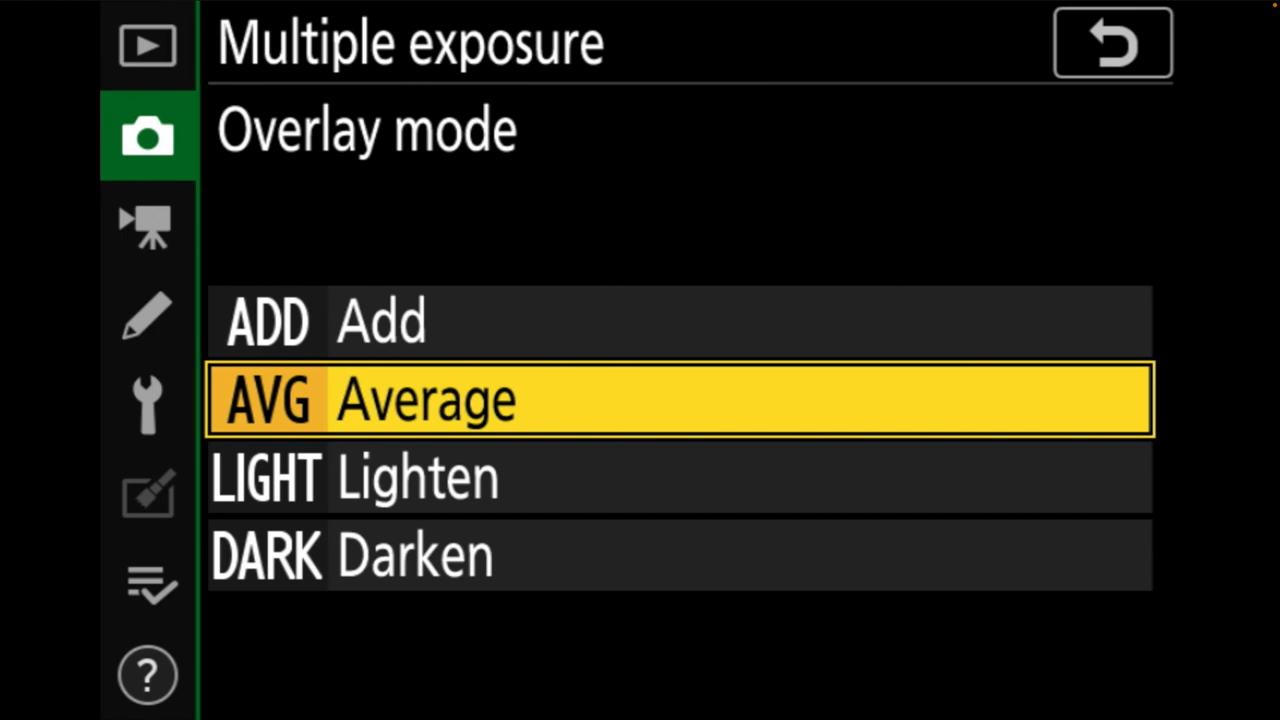 Multiple exposure
Overlay mode
ADD Add
AVG Average
LIGHT Lighten
DARK Darken
?